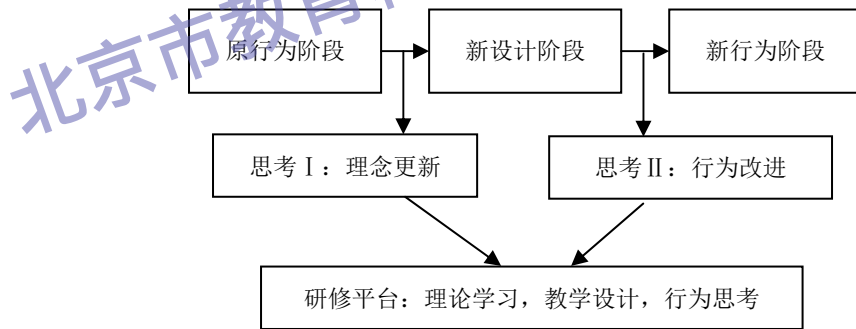 北京市教育
原行为阶段
新设计阶段
新行为阶段
思考Ⅰ：理念更新
思考Ⅱ：行为改进
研修平台：理论学习，教学设计，行为思考